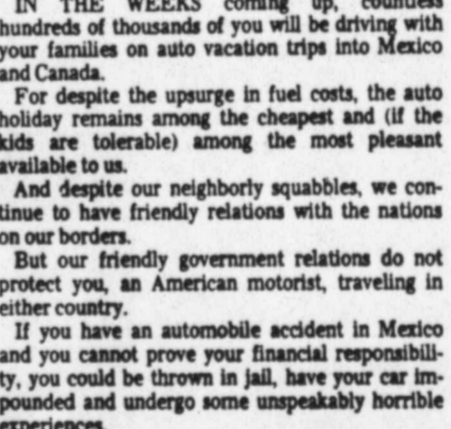 IN THE WEEKS coming up, countless
hundreds of thousands of you will be driving with
your families on auto vacation trips into Mexico
and Canada.
For despite the upsurge in fuel costs, the auto
holiday remains among the cheapest and (if the
kids are tolerable) among the most pleasant
available to us.
And despite our neighborly squabbles, we con-
tinue to have friendly relations with the nations
on our borders.
But our friendly government relations do not
protect you, an American motorist, traveling in
either country.
If you have an automobile accident in Mexico
and you cannot prove your financial responsibili-
ty, you could be thrown in jail, have your car im-
pounded and undergo some unspeakably horrible
experiences.